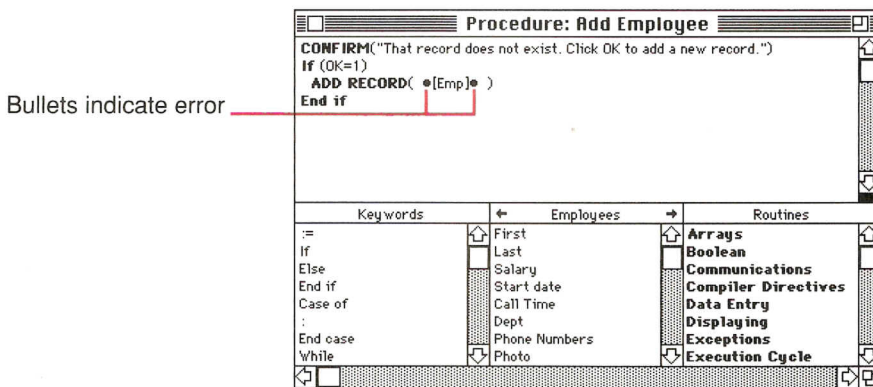 Procedure: Add Employee
CONFIRM("That record does not exist. Click OK to add a new record.")
If (OK=1)
ADD RECORD( •[Emp]• )
End if
Bullets indicate error
Keywords
:=
If
Else
End if
Case of
:
End case
While
← Employees →
First
Last
Salary
Start date
Call Time
Dept
Phone Numbers
Photo
Routines
Arrays
Boolean
Communications
Compiler Directives
Data Entry
Displaying
Exceptions
Execution Cycle